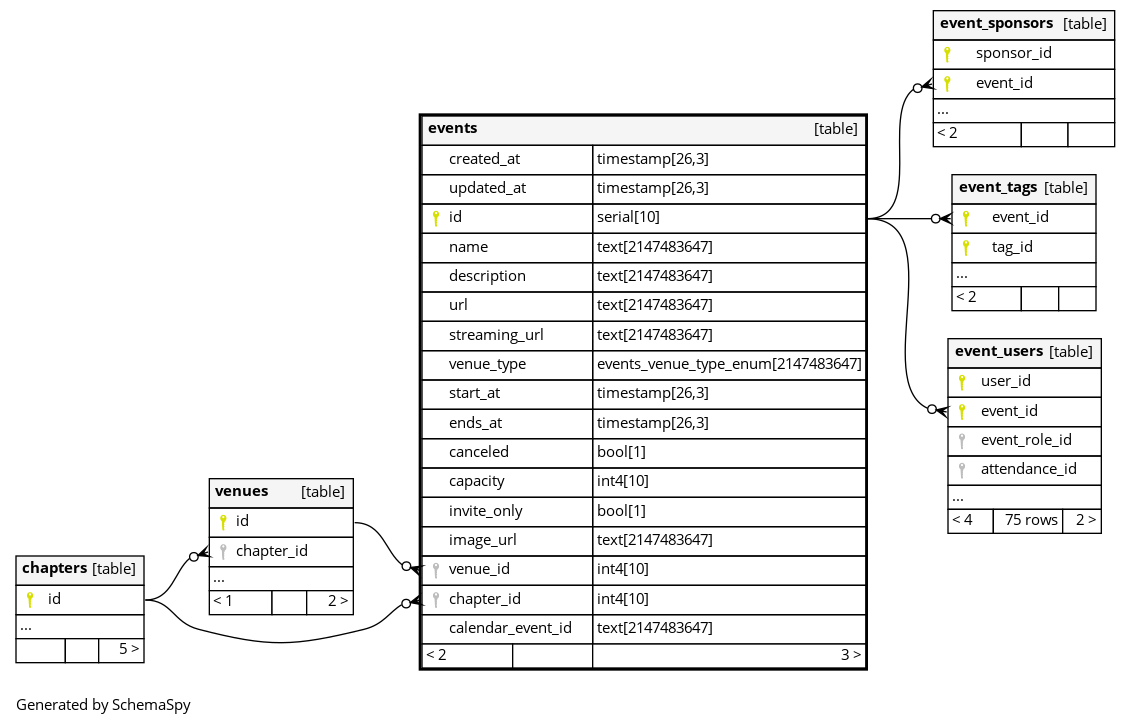 event_sponsors [table]
sponsor_id
event_id
...
< 2
events [table]
created_at timestamp[26,3]
updated_at timestamp[26,3]
id serial[10]
name text[2147483647]
description text[2147483647]
url text[2147483647]
streaming_url text[2147483647]
venue_type events_venue_type_enum[2147483647]
start_at timestamp[26,3]
ends_at timestamp[26,3]
canceled bool[1]
capacity int4[10]
invite_only bool[1]
image_url text[2147483647]
venue_id int4[10]
chapter_id int4[10]
calendar_event_id text[2147483647]
< 2 3 >
event_tags [table]
event_id
tag_id
...
< 2
event_users [table]
user_id
event_id
event_role_id
attendance_id
...
< 4 75 rows 2 >
venues [table]
id
chapter_id
...
< 1 2 >
chapters [table]
id
...
5 >
Generated by SchemaSpy